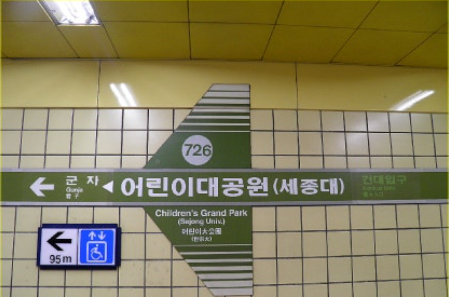 726
군자
Gunja
어린이대공원 (세종대)
건대입구
Children's Grand Park
(Sejong Univ.)
95m